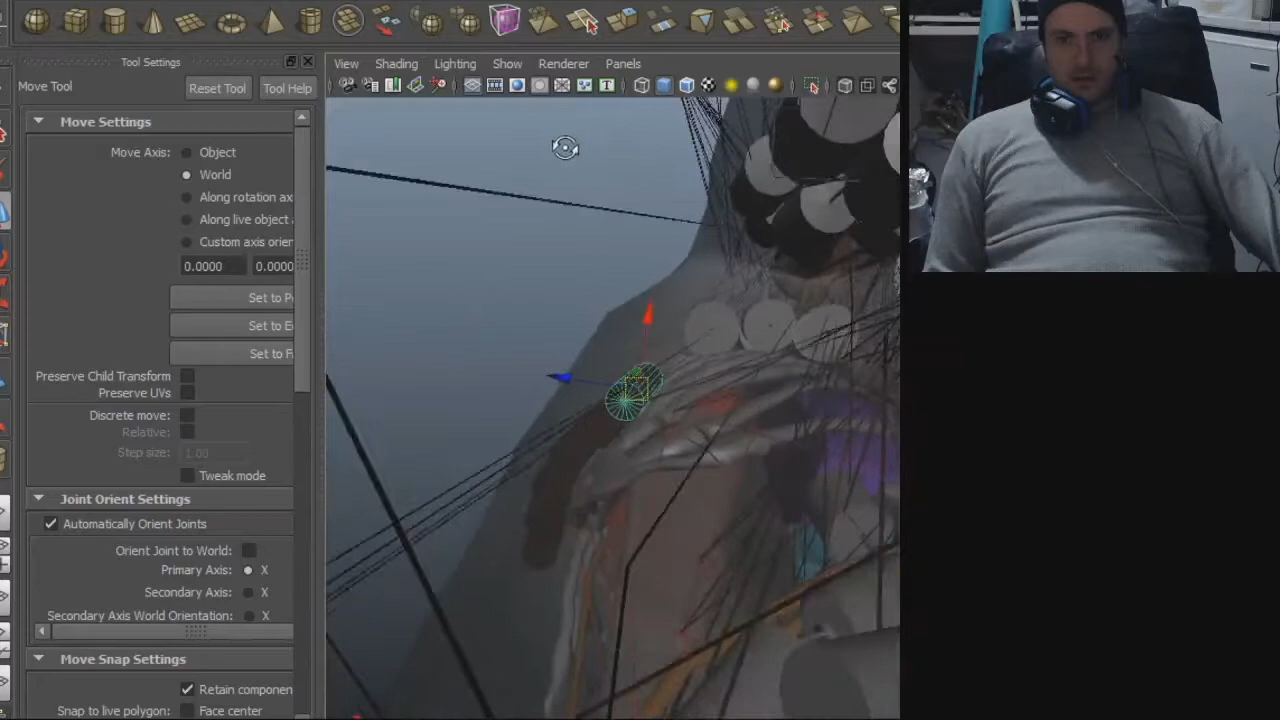 Tool Settings
View Shading Lighting Show Renderer Panels
Move Tool
Reset Tool
Tool Help
Move Settings
Move Axis:
Object
World
Along rotation ax
Along live object a
Custom axis orien
0.0000
0.0000
Set to P
Set to E
Set to F
Preserve Child Transform
Preserve UVs
Discrete move:
Relative:
Step size: 1.00
Tweak mode
Joint Orient Settings
Automatically Orient Joints
Orient Joint to World:
Primary Axis: X
Secondary Axis: X
Secondary Axis World Orientation: X
Move Snap Settings
Retain componen
Snap to live polygon: Face center